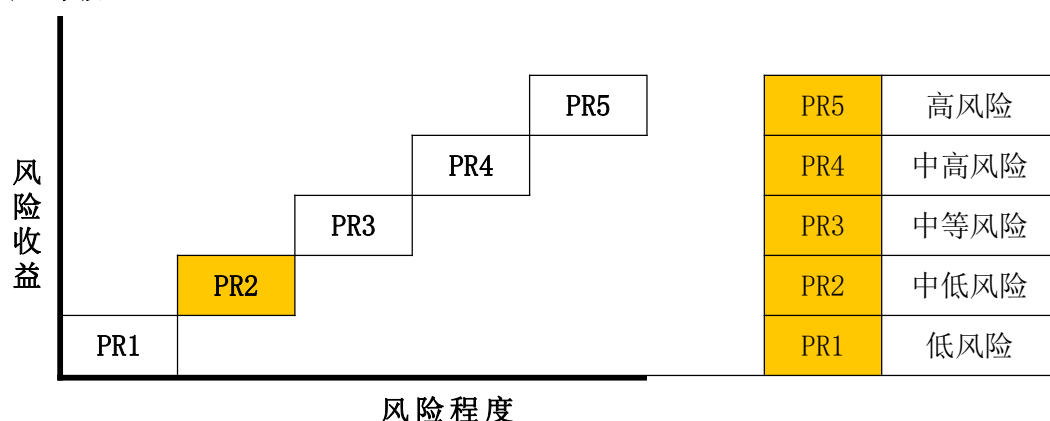 PR5
PR4
PR3
PR2
PR1
风险收益
风险程度
PR5 高风险
PR4 中高风险
PR3 中等风险
PR2 中低风险
PR1 低风险